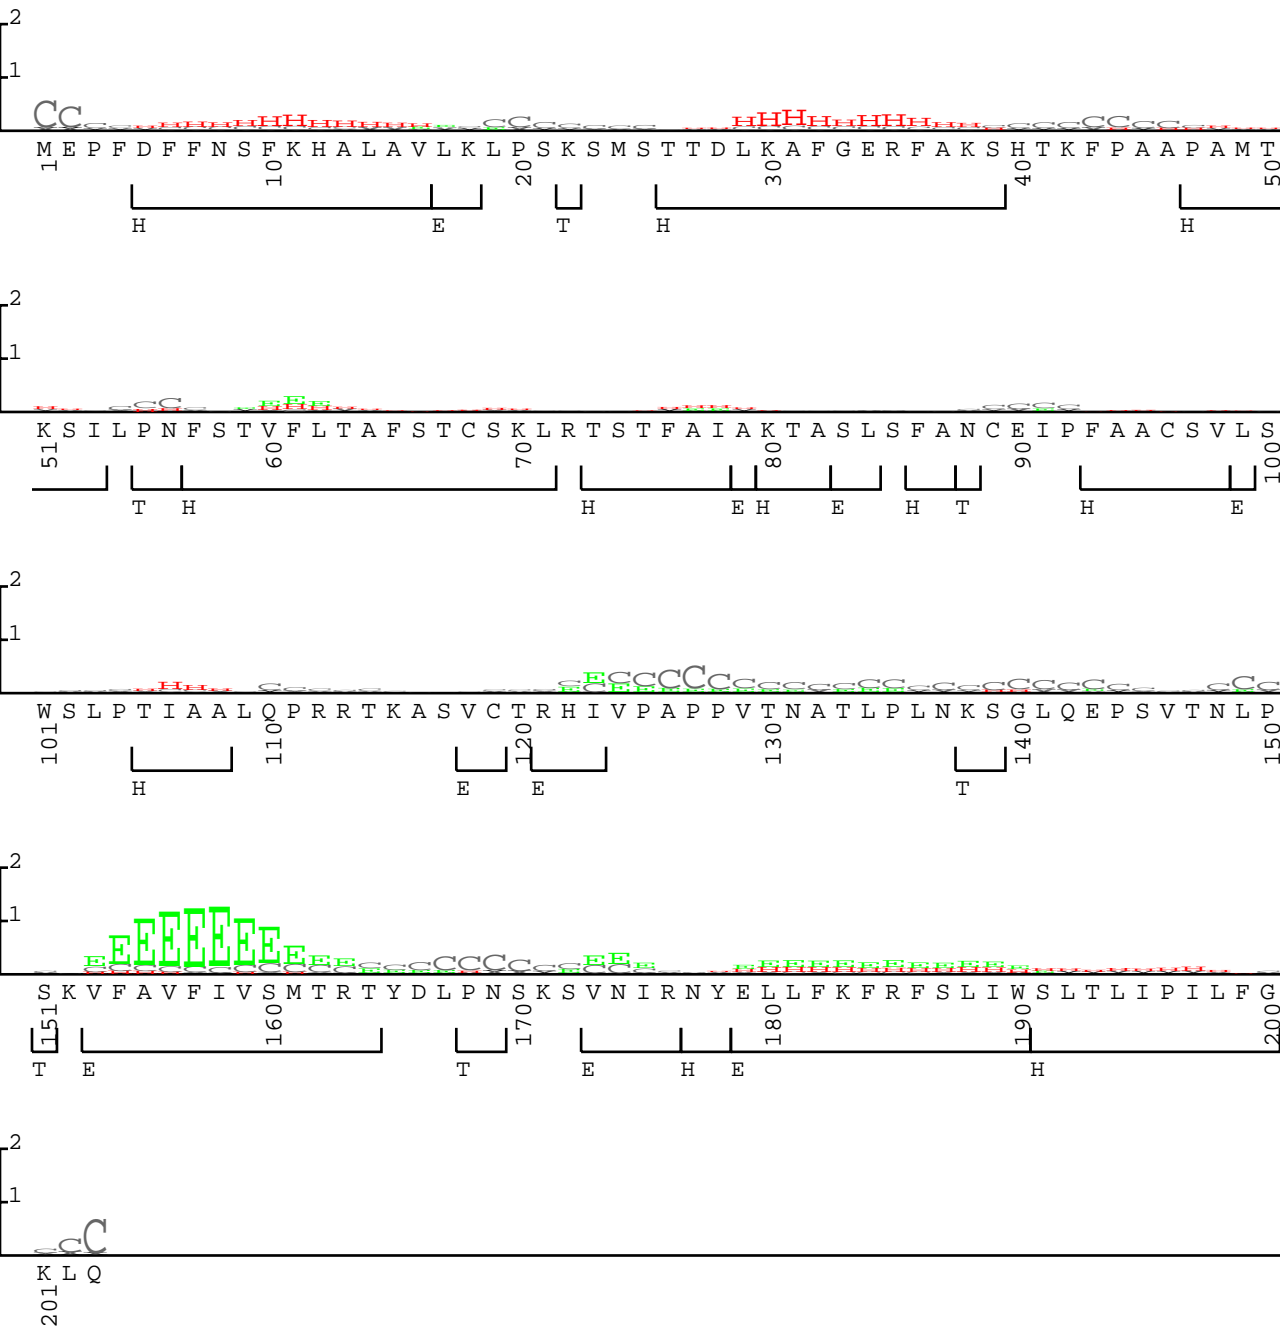 2
1
C C C C H H H H H H H H H H H H C C C C C C C H H H H H H H H H H C C C C C C C C
M E P F D F F N S F K H A L A V L K L P S K S M S T T D L K A F G E R F A K S H T K F P A A P A M T
1 10 20 30 40 50
H E T H H
2
1
C C C C E E E C C C C
K S I L P N F S T V F L T A F S T C S K L R T S T F A I A K T A S L S F A N C E I P F A A C S V L S
51 60 70 80 90 100
T H H E H E H T H E
2
1
H H H C C C C C C E C C C C C C C C C C C C C C C C C C C C C C C C
W S L P T I A A L Q P R R T K A S V C T R H I V P A P P V T N A T L P L N K S G L Q E P S V T N L P
101 110 120 130 140 150
H E E T
2
1
E E E E E E E E E E E C C C C C C C C C E E E E E E E E E E E E E E
S K V F A V F I V S M T R T Y D L P N S K S V N I R N Y E L L F K F R F S L I W S L T L I P I L F G
151 160 170 180 190 200
T E T E H E H
2
1
C C C
K L Q
201